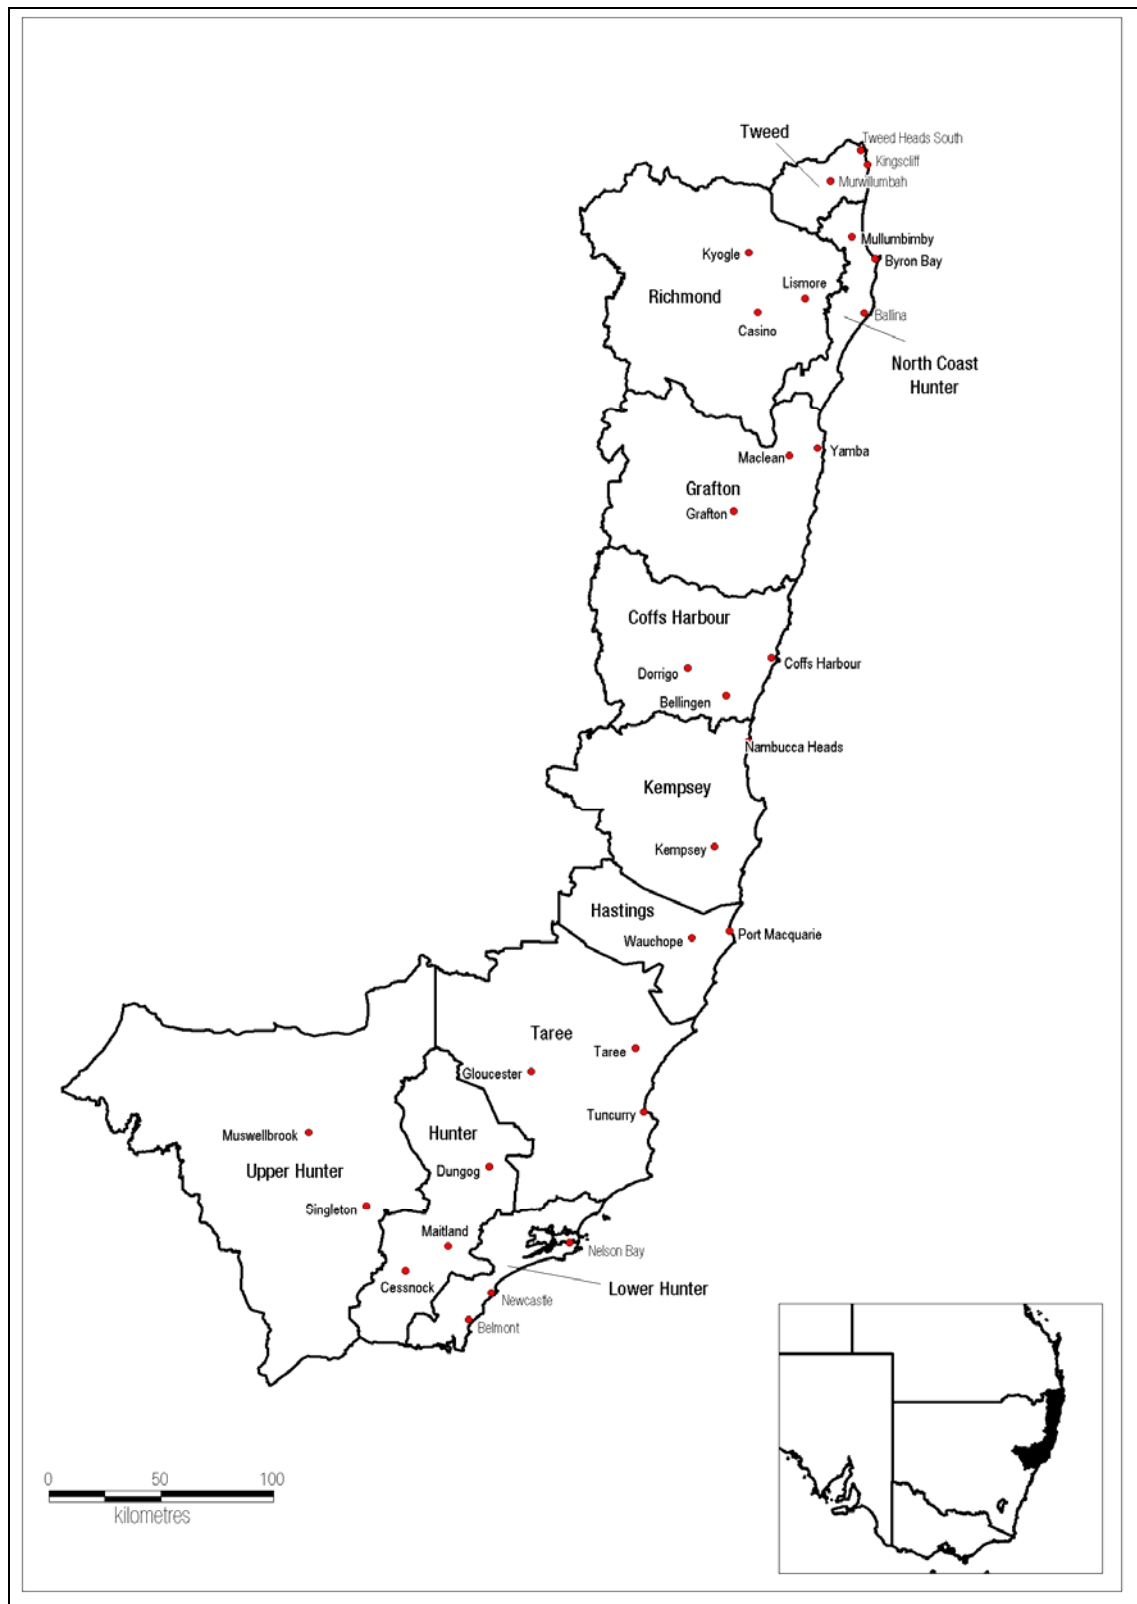 Tweed
Tweed Heads South
Kingscliff
Murwillumbah
Mullumbimby
Kyogle
Byron Bay
Lismore
Richmond
Ballina
Casino
North Coast
Hunter
Yamba
Maclean
Grafton
Grafton
Coffs Harbour
Coffs Harbour
Dorrigo
Bellingen
Nambucca Heads
Kempsey
Kempsey
Hastings
Wauchope
Port Macquarie
Taree
Taree
Gloucester
Tuncurry
Muswellbrook
Hunter
Upper Hunter
Dungog
Singleton
Maitland
Nelson Bay
Cessnock
Lower Hunter
Newcastle
Belmont
0 50 100
kilometres